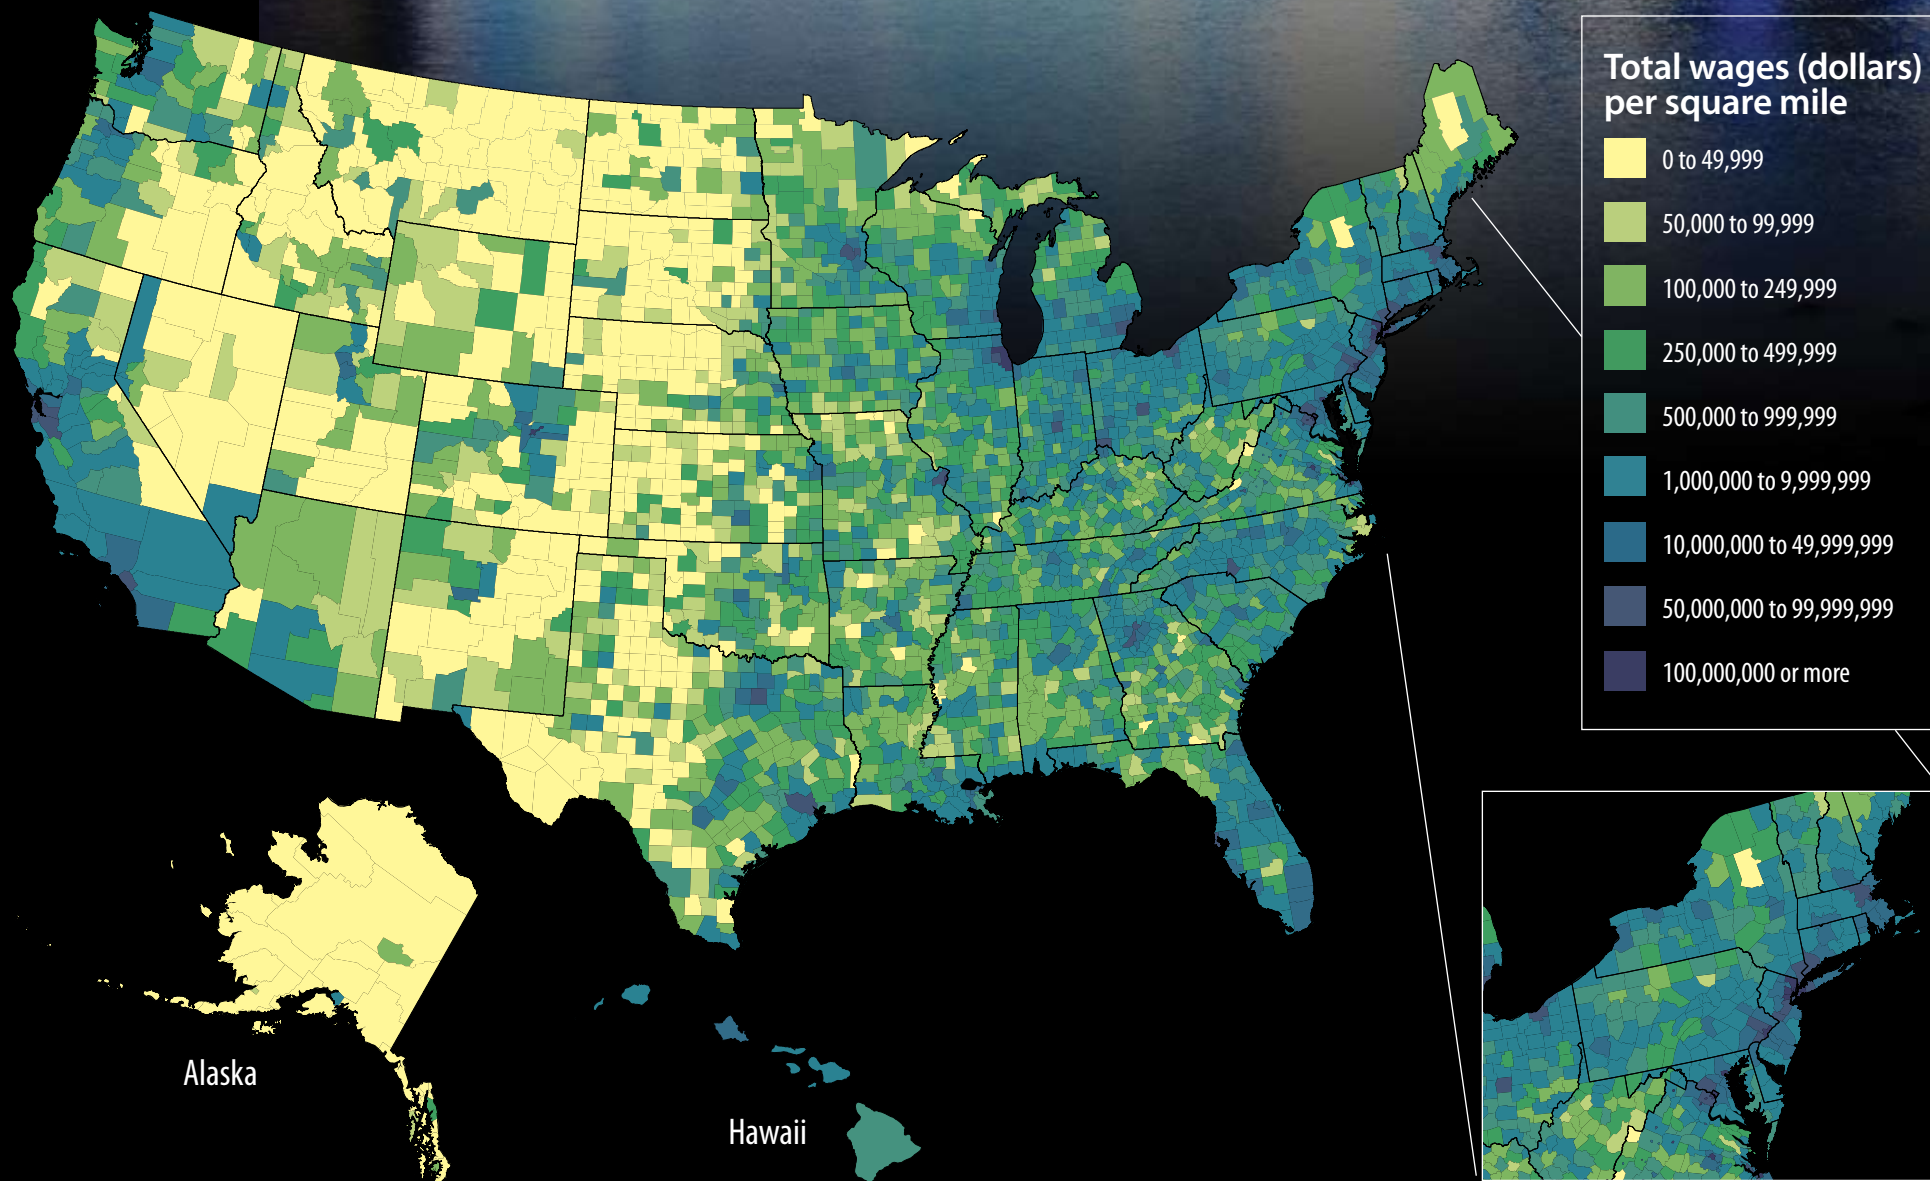 Total wages (dollars)
per square mile
0 to 49,999
50,000 to 99,999
100,000 to 249,999
250,000 to 499,999
500,000 to 999,999
1,000,000 to 9,999,999
10,000,000 to 49,999,999
50,000,000 to 99,999,999
100,000,000 or more
Alaska
Hawaii